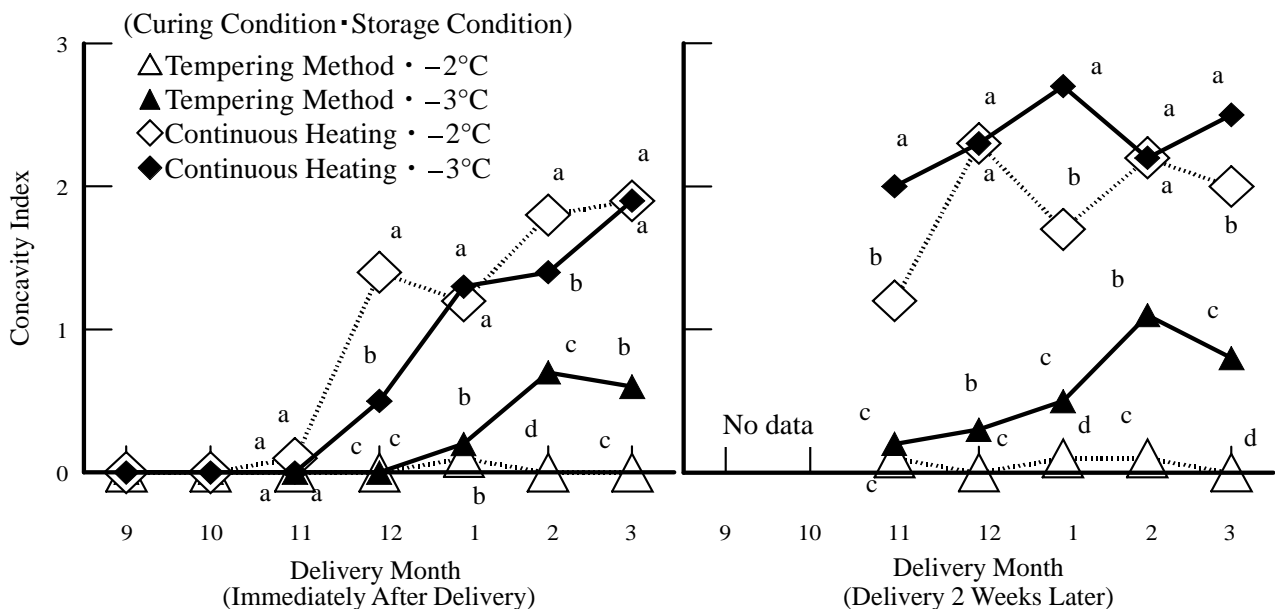 (Curing Condition・Storage Condition)
Tempering Method・−2°C
Tempering Method・−3°C
Continuous Heating・−2°C
Continuous Heating・−3°C
Concavity Index
3
2
1
0
a
a
a
a
a
a
b
a
b
a
a
b
c
b
c
c
d
c
a
a
b
9
10
11
12
1
2
3
Delivery Month
(Immediately After Delivery)
a
a
a
a
a
a
b
a
b
b
b
c
c
b
c
c
c
d
c
d
No data
9
10
11
12
1
2
3
Delivery Month
(Delivery 2 Weeks Later)